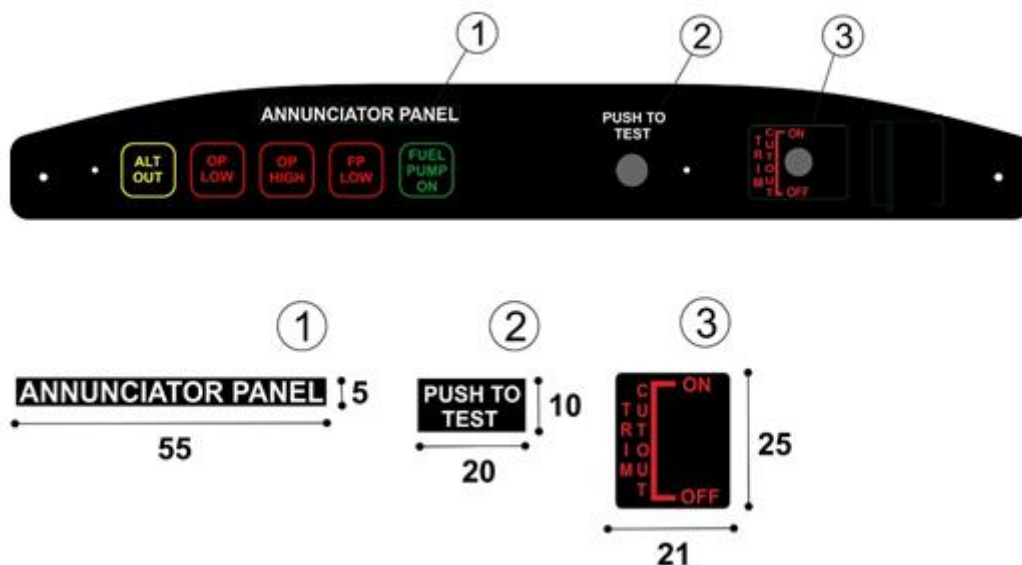 1
2
3
ANNUNCIATOR PANEL
PUSH TO
TEST
ALT
OUT
OP
LOW
OP
HIGH
FP
LOW
FUEL
PUMP
ON
TRIM
CUTOUT
ON
OFF
1
2
3
ANNUNCIATOR PANEL
5
55
PUSH TO
TEST
10
20
TRIM
CUTOUT
ON
OFF
25
21